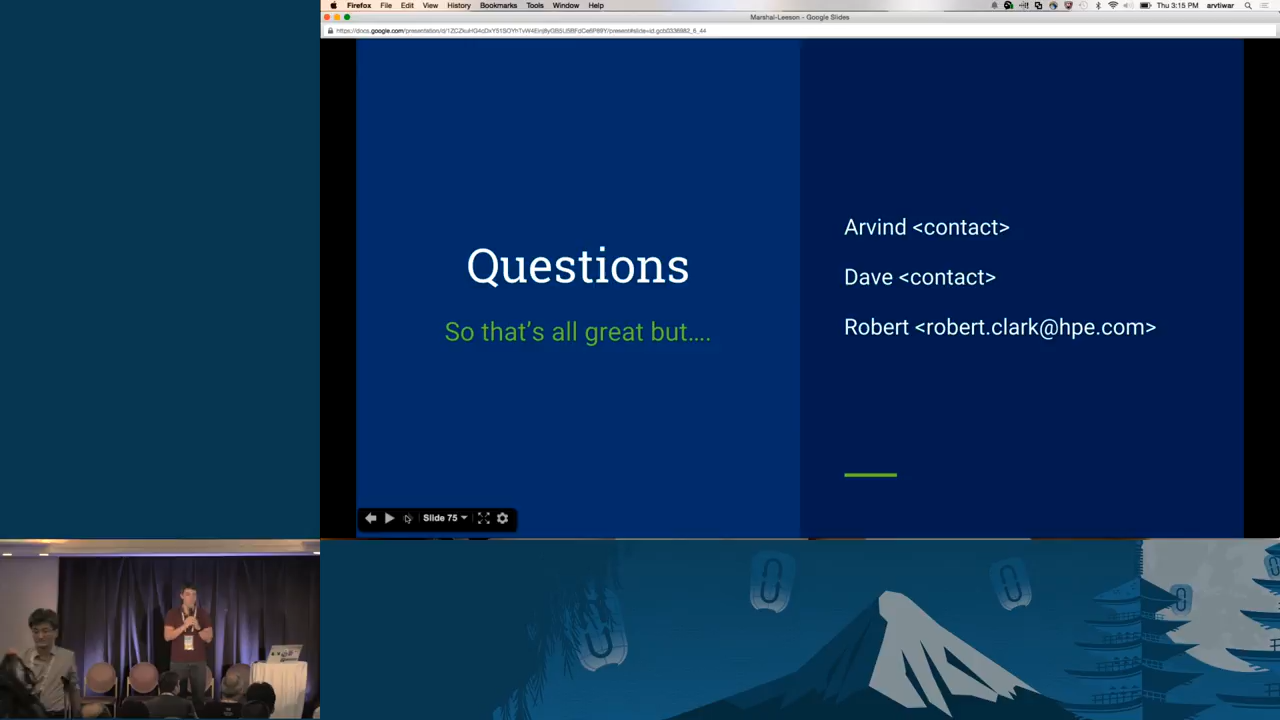 Firefox File Edit View History Bookmarks Tools Window Help
Thu 3:15 PM arvtiwar
Marshal-Leeson - Google Slides
Questions
So that's all great but....
Arvind <contact>
Dave <contact>
Robert <robert.clark@hpe.com>
Slide 75